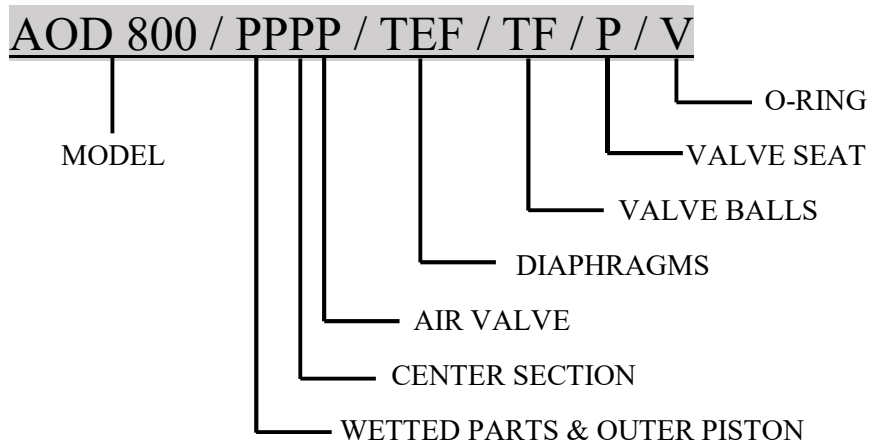 AOD 800 / PPPP / TEF / TF / P / V
O-RING
MODEL
VALVE SEAT
VALVE BALLS
DIAPHRAGMS
AIR VALVE
CENTER SECTION
WETTED PARTS & OUTER PISTON